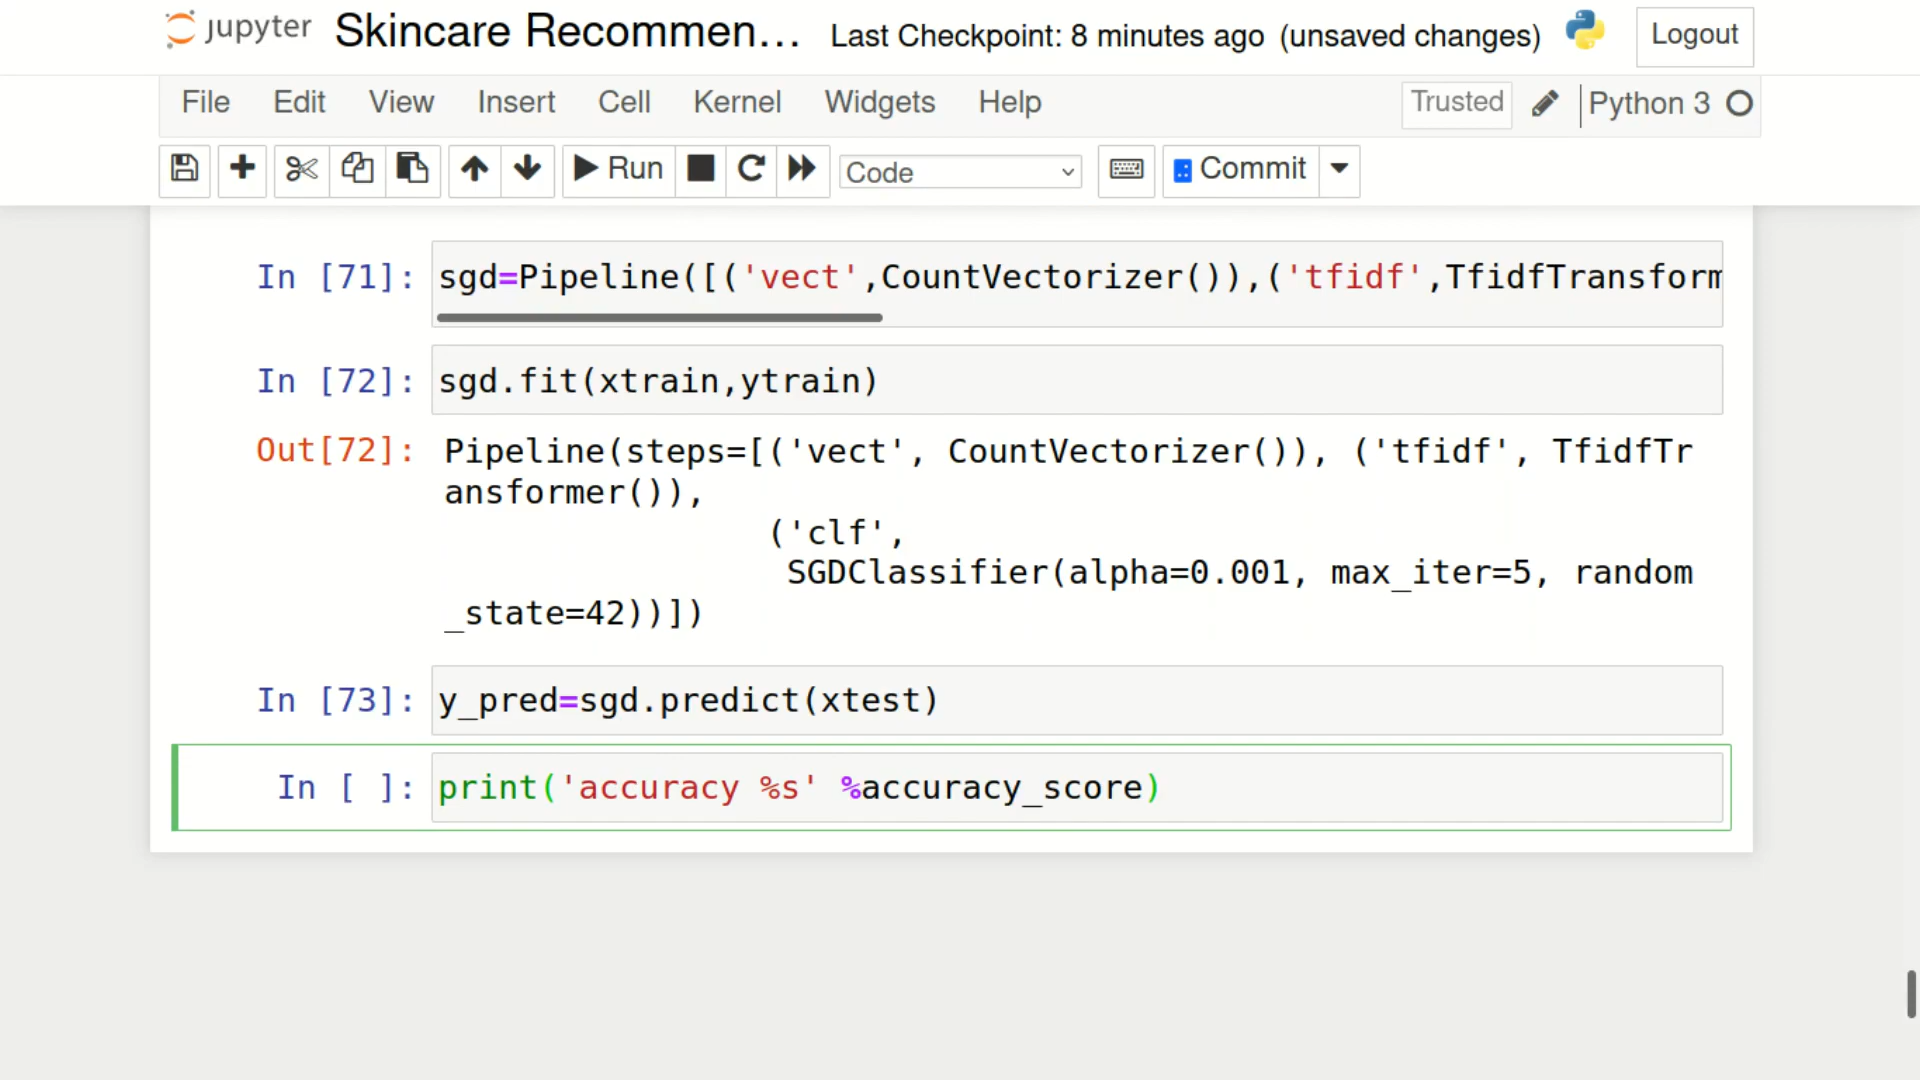 jupyter Skincare Recommen... Last Checkpoint: 8 minutes ago (unsaved changes) Logout
File Edit View Insert Cell Kernel Widgets Help Trusted Python 3
Run Code Commit
In [71]: sgd=Pipeline([('vect',CountVectorizer()),('tfidf',TfidfTransform
In [72]: sgd.fit(xtrain,ytrain)
Out[72]: Pipeline(steps=[('vect', CountVectorizer()), ('tfidf', TfidfTr
ansformer()),
('clf',
SGDClassifier(alpha=0.001, max_iter=5, random
_state=42))])
In [73]: y_pred=sgd.predict(xtest)
In [ ]: print('accuracy %s' %accuracy_score)